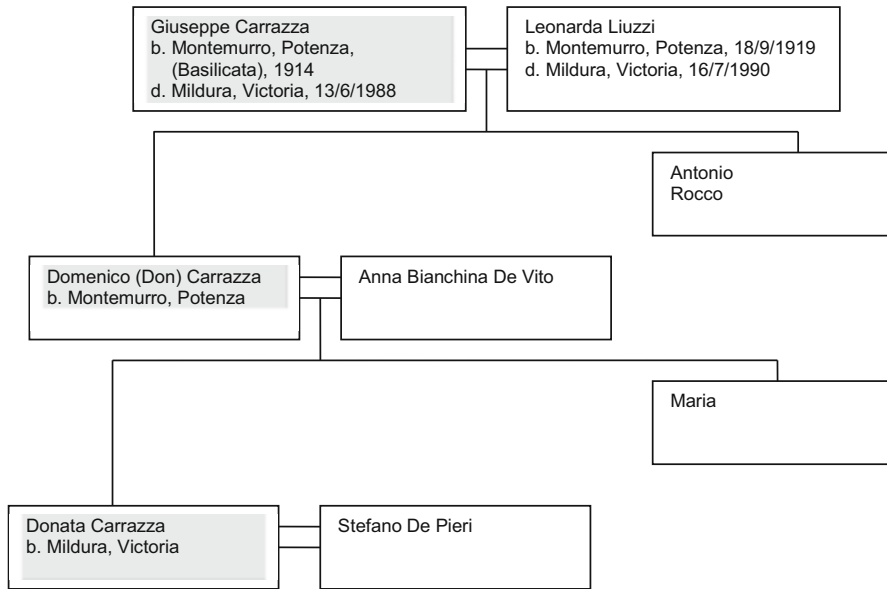 Giuseppe Carrazza
b. Montemurro, Potenza,
(Basilicata), 1914
d. Mildura, Victoria, 13/6/1988
Leonarda Liuzzi
b. Montemurro, Potenza, 18/9/1919
d. Mildura, Victoria, 16/7/1990
Antonio
Rocco
Domenico (Don) Carrazza
b. Montemurro, Potenza
Anna Bianchina De Vito
Maria
Donata Carrazza
b. Mildura, Victoria
Stefano De Pieri